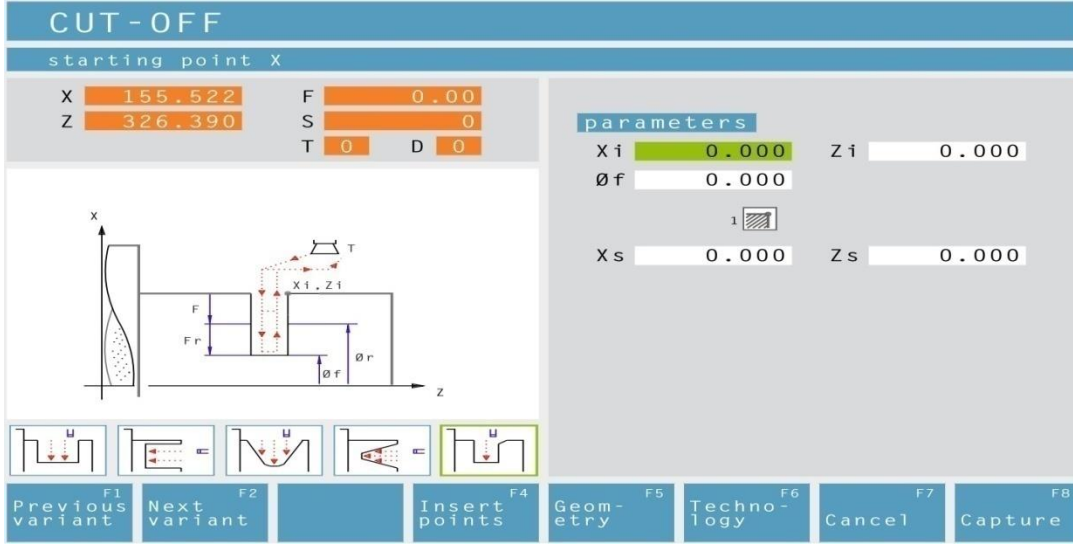 CUT-OFF
starting point X
X 155.522 F 0.00
Z 326.390 S 0
T 0 D 0
parameters
Xi 0.000 Zi 0.000
Øf 0.000
1
Xs 0.000 Zs 0.000
X
T
Xi.Zi
F
Fr
Ør
Øf
Z
F1
Previous
variant
F2
Next
variant
F4
Insert
points
F5
Geom-
etry
F6
Techno-
logy
F7
Cancel
F8
Capture